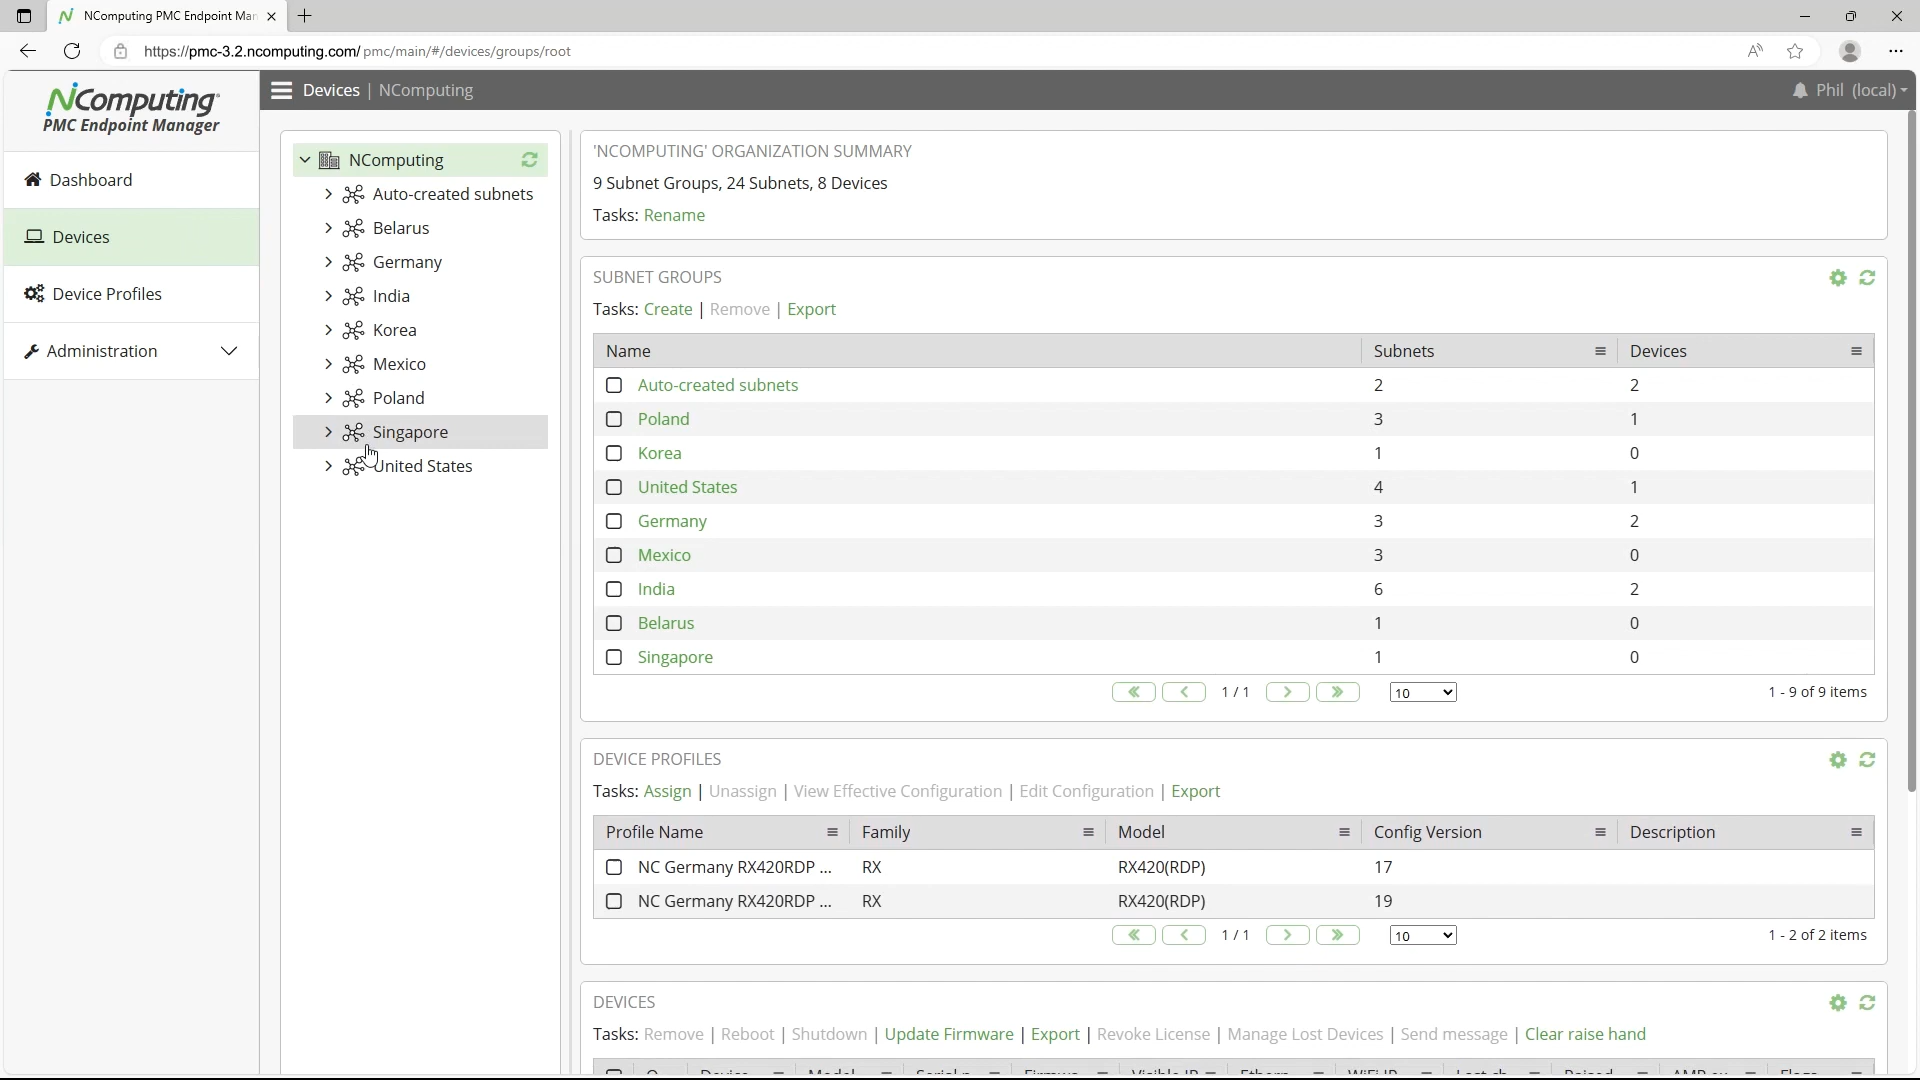 NComputing PMC Endpoint Man
https://pmc-3.2.ncomputing.com/pmc/main/#/devices/groups/root
NComputing
PMC Endpoint Manager
Devices | NComputing
Phil (local)
Dashboard
Devices
Device Profiles
Administration
NComputing
Auto-created subnets
Belarus
Germany
India
Korea
Mexico
Poland
Singapore
United States
'NCOMPUTING' ORGANIZATION SUMMARY
9 Subnet Groups, 24 Subnets, 8 Devices
Tasks: Rename
SUBNET GROUPS
Tasks: Create | Remove | Export
Name Subnets Devices
Auto-created subnets 2 2
Poland 3 1
Korea 1 0
United States 4 1
Germany 3 2
Mexico 3 0
India 6 2
Belarus 1 0
Singapore 1 0
1 / 1 10 1 - 9 of 9 items
DEVICE PROFILES
Tasks: Assign | Unassign | View Effective Configuration | Edit Configuration | Export
Profile Name Family Model Config Version Description
NC Germany RX420RDP ... RX RX420(RDP) 17
NC Germany RX420RDP ... RX RX420(RDP) 19
1 / 1 10 1 - 2 of 2 items
DEVICES
Tasks: Remove | Reboot | Shutdown | Update Firmware | Export | Revoke License | Manage Lost Devices | Send message | Clear raise hand